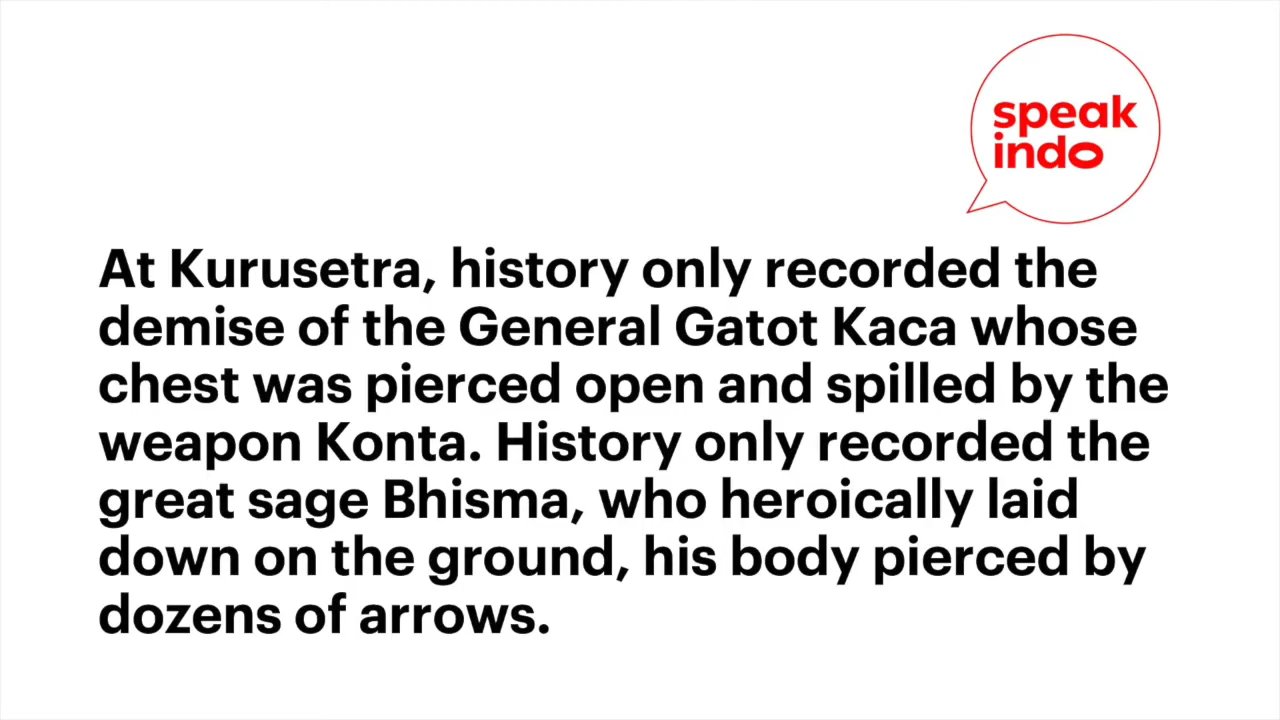 speak
indo
At Kurusetra, history only recorded the
demise of the General Gatot Kaca whose
chest was pierced open and spilled by the
weapon Konta. History only recorded the
great sage Bhisma, who heroically laid
down on the ground, his body pierced by
dozens of arrows.